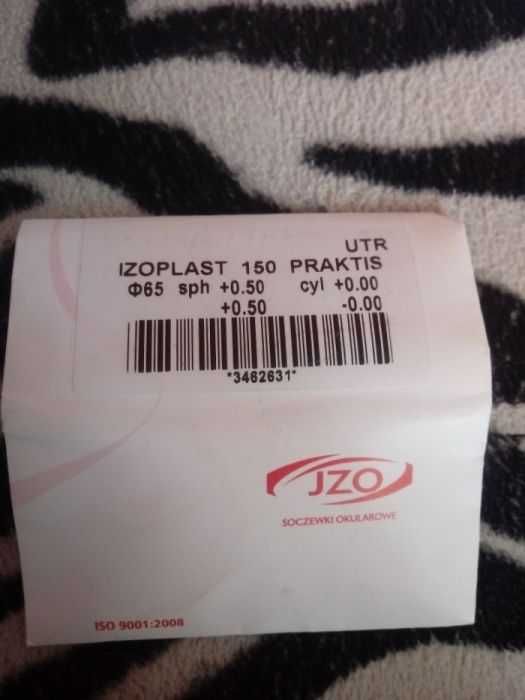 UTR
IZOPLAST 150 PRAKTIS
Φ65 sph +0.50 cyl +0.00
+0.50 -0.00
*3462631*
JZO
SOCZEWKI OKULAROWE
ISO 9001:2008